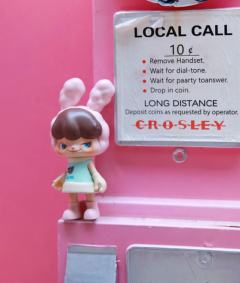 LOCAL CALL
10 ¢
• Remove Handset.
• Wait for dial-tone.
• Wait for paarty toanswer.
• Drop in coin.
LONG DISTANCE
Deposit coins as requested by operator.
CROSLEY